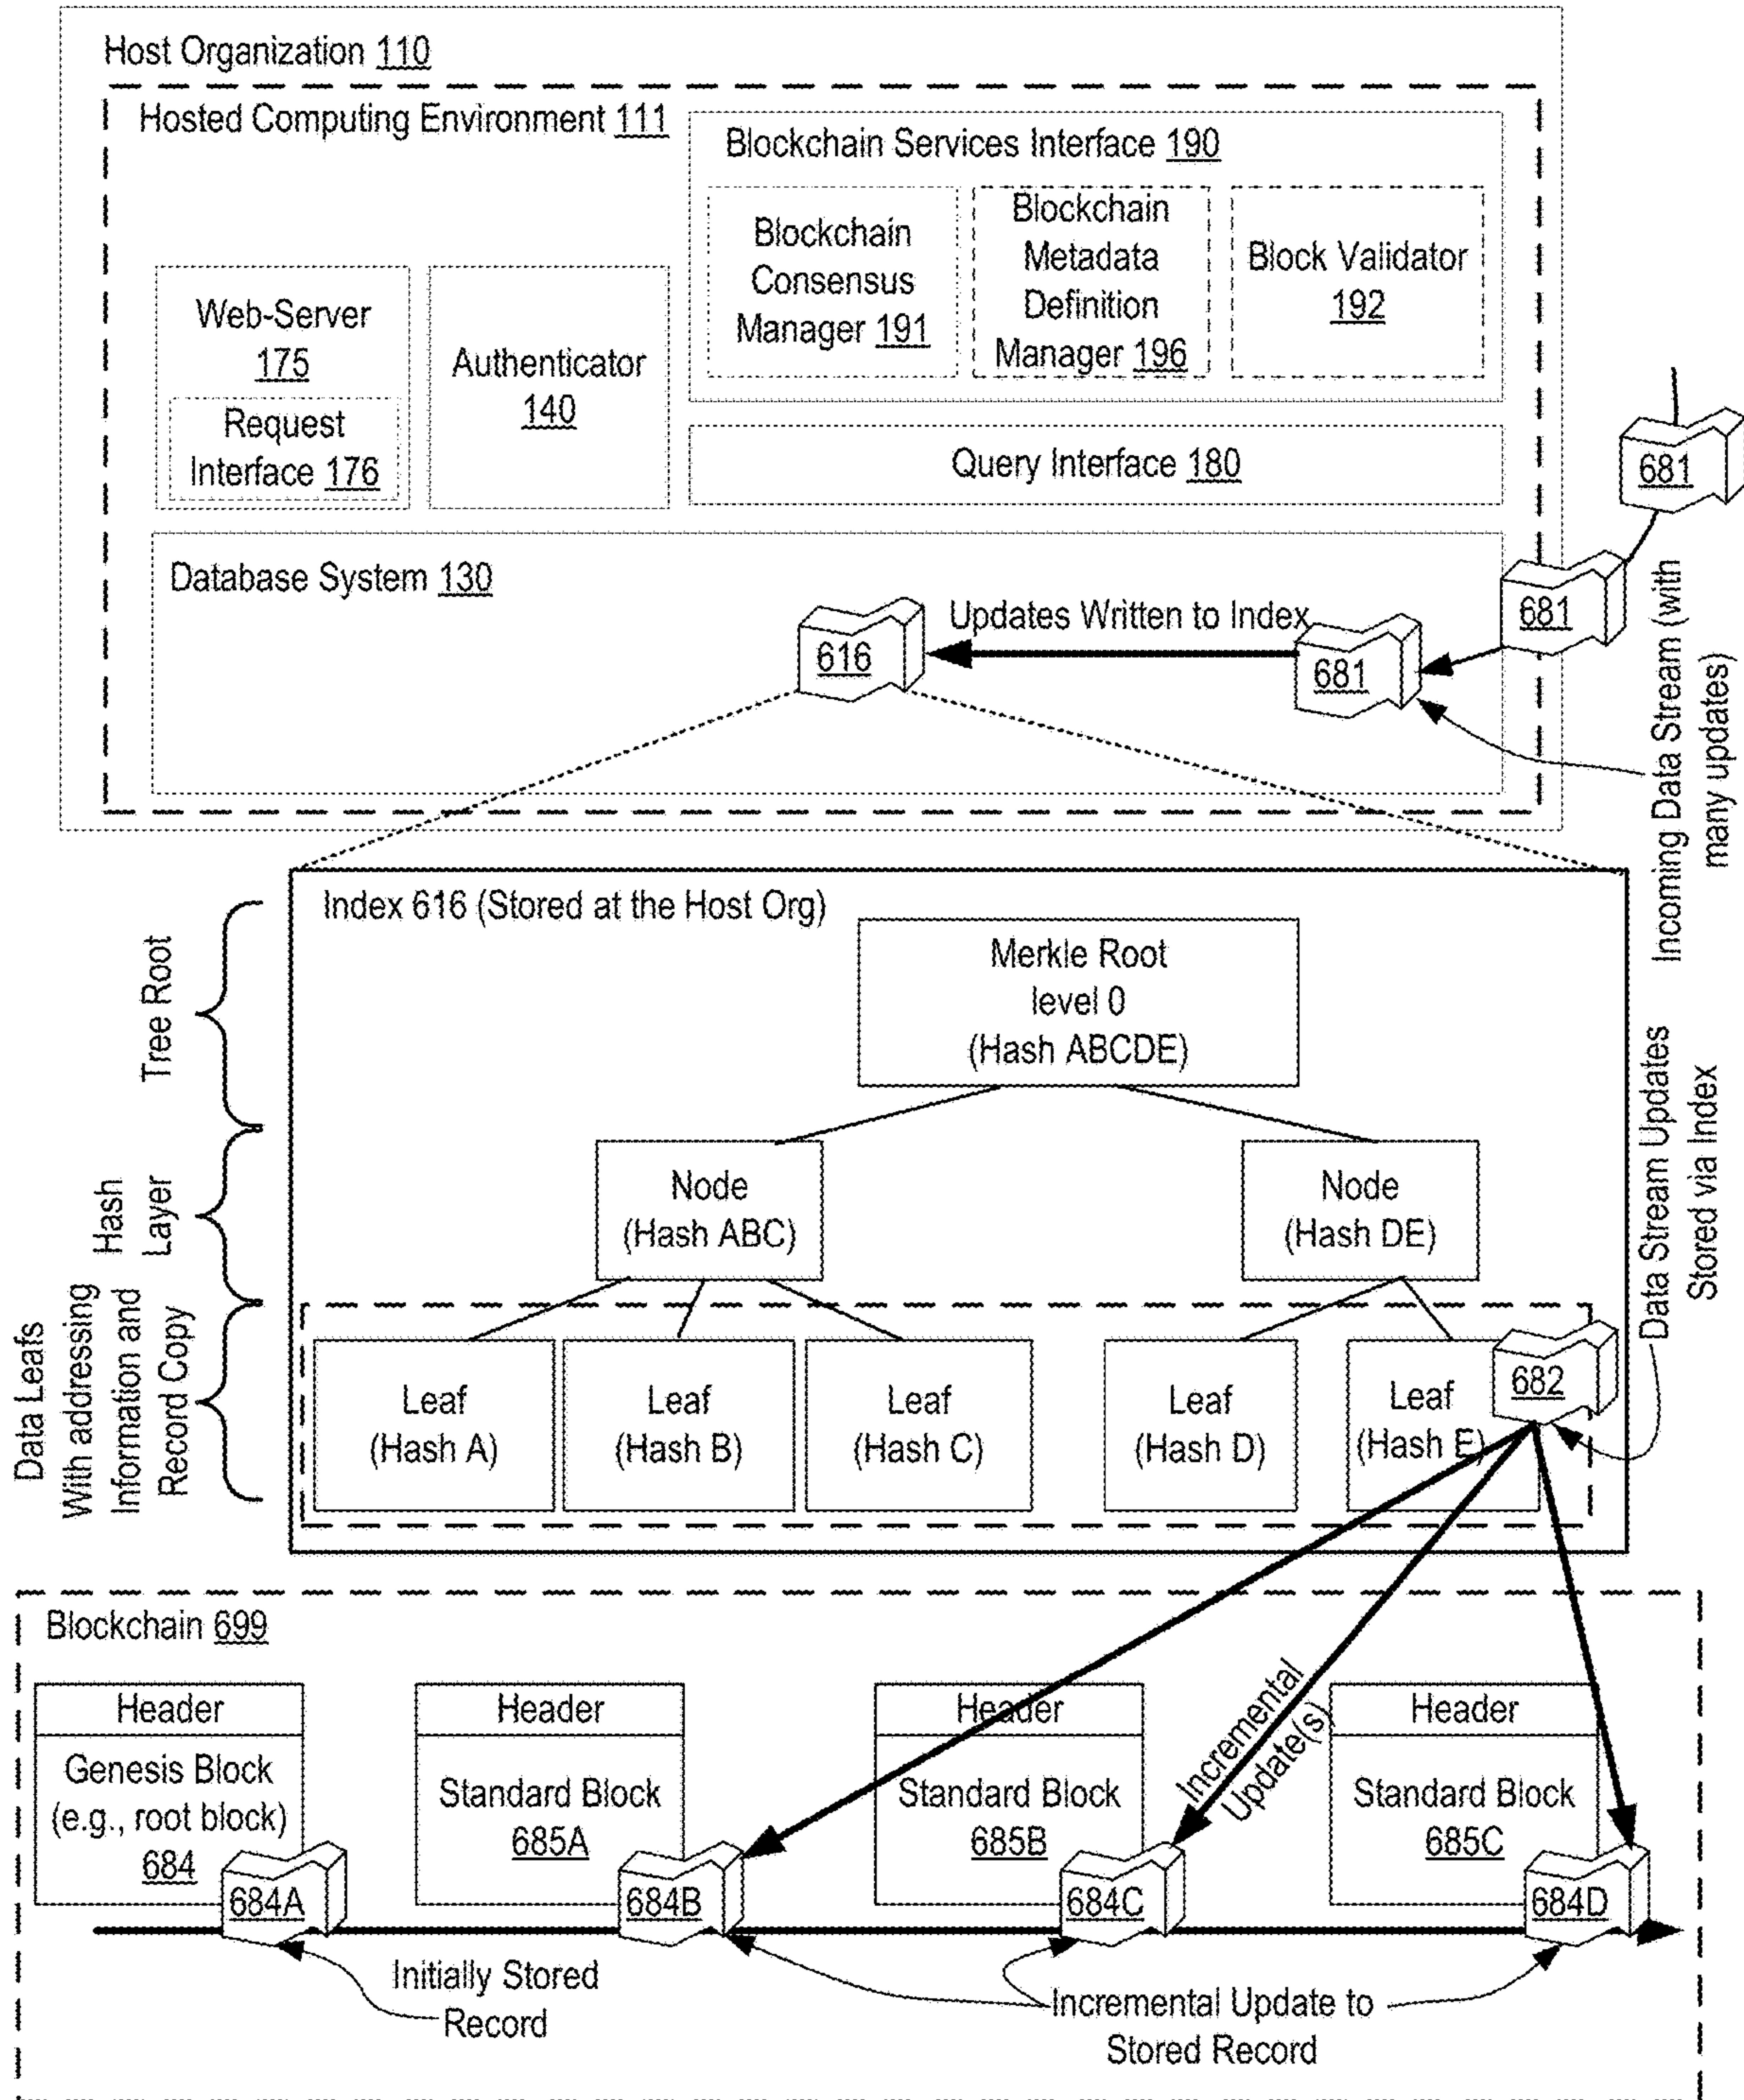 Host Organization 110
Hosted Computing Environment 111
Blockchain Services Interface 190
Blockchain
Consensus
Manager 191
Blockchain
Metadata
Definition
Manager 196
Block Validator
192
Web-Server
175
Request
Interface 176
Authenticator
140
Query Interface 180
681
Database System 130
681
Updates Written to Index
616
681
Incoming Data Stream (with
many updates)
Index 616 (Stored at the Host Org)
Tree Root
Merkle Root
level 0
(Hash ABCDE)
Hash
Layer
Node
(Hash ABC)
Node
(Hash DE)
Data Stream Updates
Stored via Index
Data Leafs
With addressing
Information and
Record Copy
Leaf
(Hash A)
Leaf
(Hash B)
Leaf
(Hash C)
Leaf
(Hash D)
Leaf
(Hash E)
682
Blockchain 699
Header
Genesis Block
(e.g., root block)
684
684A
Header
Standard Block
685A
684B
Header
Standard Block
685B
684C
Incremental
Update(s)
Header
Standard Block
685C
684D
Initially Stored
Record
Incremental Update to
Stored Record